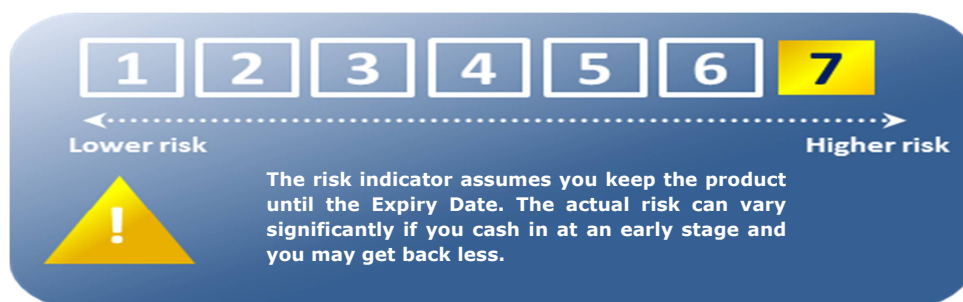 1 2 3 4 5 6 7
Lower risk Higher risk
!
The risk indicator assumes you keep the product
until the Expiry Date. The actual risk can vary
significantly if you cash in at an early stage and
you may get back less.